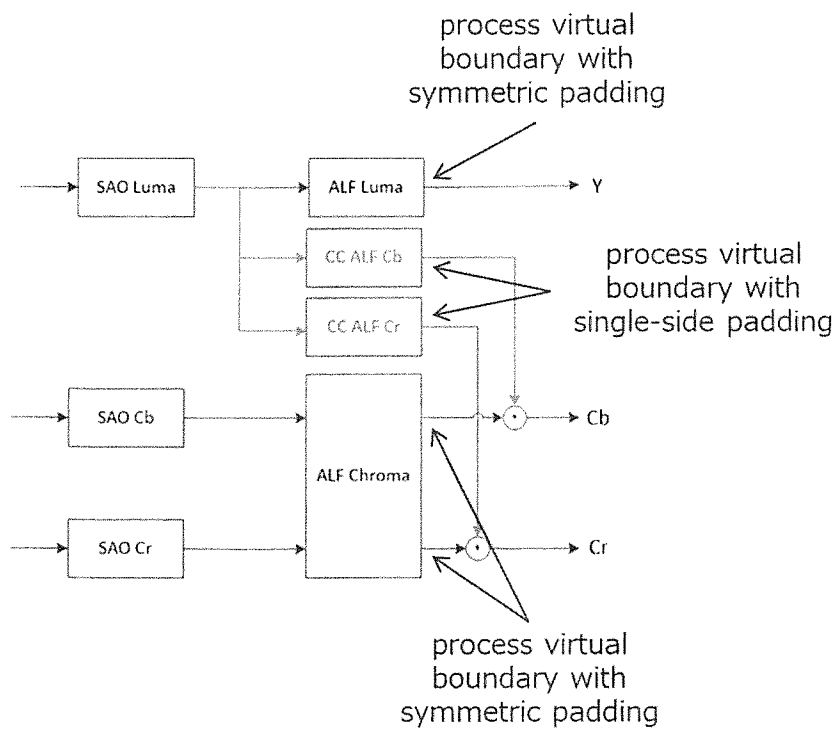 process virtual
boundary with
symmetric padding
SAO Luma
ALF Luma
Y
CC ALF Cb
process virtual
boundary with
single-side padding
CC ALF Cr
SAO Cb
Cb
ALF Chroma
SAO Cr
Cr
process virtual
boundary with
symmetric padding